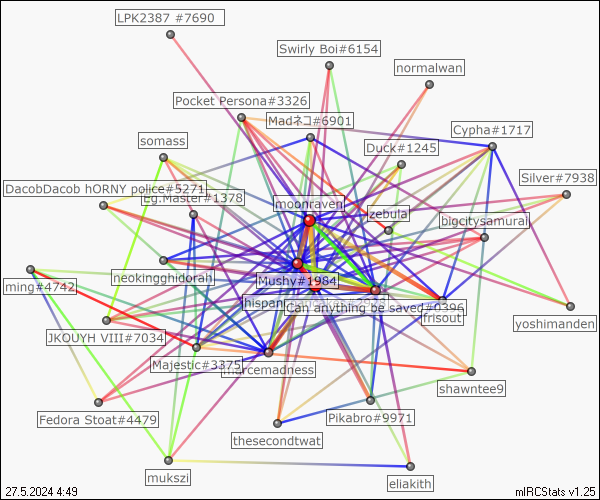 LPK2387 #7690
Swirly Boi#6154
normalwan
Pocket Persona#3326
Madネコ#6901
Cypha#1717
somass
Duck#1245
Silver#7938
DacobDacob hORNY police#5271
Eg.Master#1378
moonraven
zebula
bigcitysamurai
neokingghidorah
Mushy#1984
ming#4742
hispan
Can anything be saved#0396
frisout
yoshimanden
JKOUYH VIII#7034
Majestic#3375
marcemadness
shawntee9
Fedora Stoat#4479
Pikabro#9971
thesecondtwat
mukszi
eliakith
27.5.2024 4:49
mIRCStats v1.25